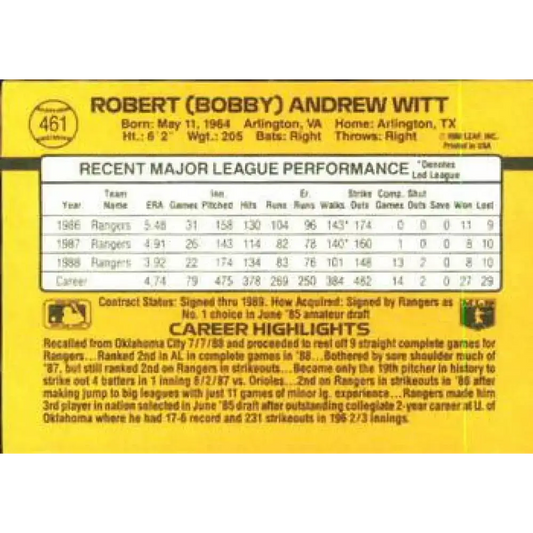 461
ROBERT (BOBBY) ANDREW WITT
Born: May 11, 1964 Arlington, VA Home: Arlington, TX
Ht.: 6'2" Wgt.: 205 Bats: Right Throws: Right
LEAF, INC.
Printed in USA
RECENT MAJOR LEAGUE PERFORMANCE *Denotes Led League
Year Team Name ERA Games Inn. Pitched Hits Runs Er. Runs Walks Strike Outs Comp. Games Shut Outs Save Won Lost
1986 Rangers 5.48 31 158 130 104 96 143* 174 0 0 0 11 9
1987 Rangers 4.91 26 143 114 82 78 140* 160 1 0 0 8 10
1988 Rangers 3.92 22 174 134 83 76 101 148 13 2 0 8 10
Career 4.74 79 475 378 269 250 384 482 14 2 0 27 29
Contract Status: Signed thru 1989. How Acquired: Signed by Rangers as
No. 1 choice in June '85 amateur draft
CAREER HIGHLIGHTS
Recalled from Oklahoma City 7/7/88 and proceeded to reel off 9 straight complete games for
Rangers...Ranked 2nd in AL in complete games in '88...Bothered by sore shoulder much of
'87, but still ranked 2nd on Rangers in strikeouts...Became only the 19th pitcher in history to
strike out 4 batters in 1 inning 8/2/87 vs. Orioles...2nd on Rangers in strikeouts in '86 after
making jump to big leagues with just 11 games of minor lg. experience...Rangers made him
3rd player in nation selected in June '85 draft after outstanding collegiate 2-year career at U. of
Oklahoma where he had 17-6 record and 231 strikeouts in 196 2/3 innings.